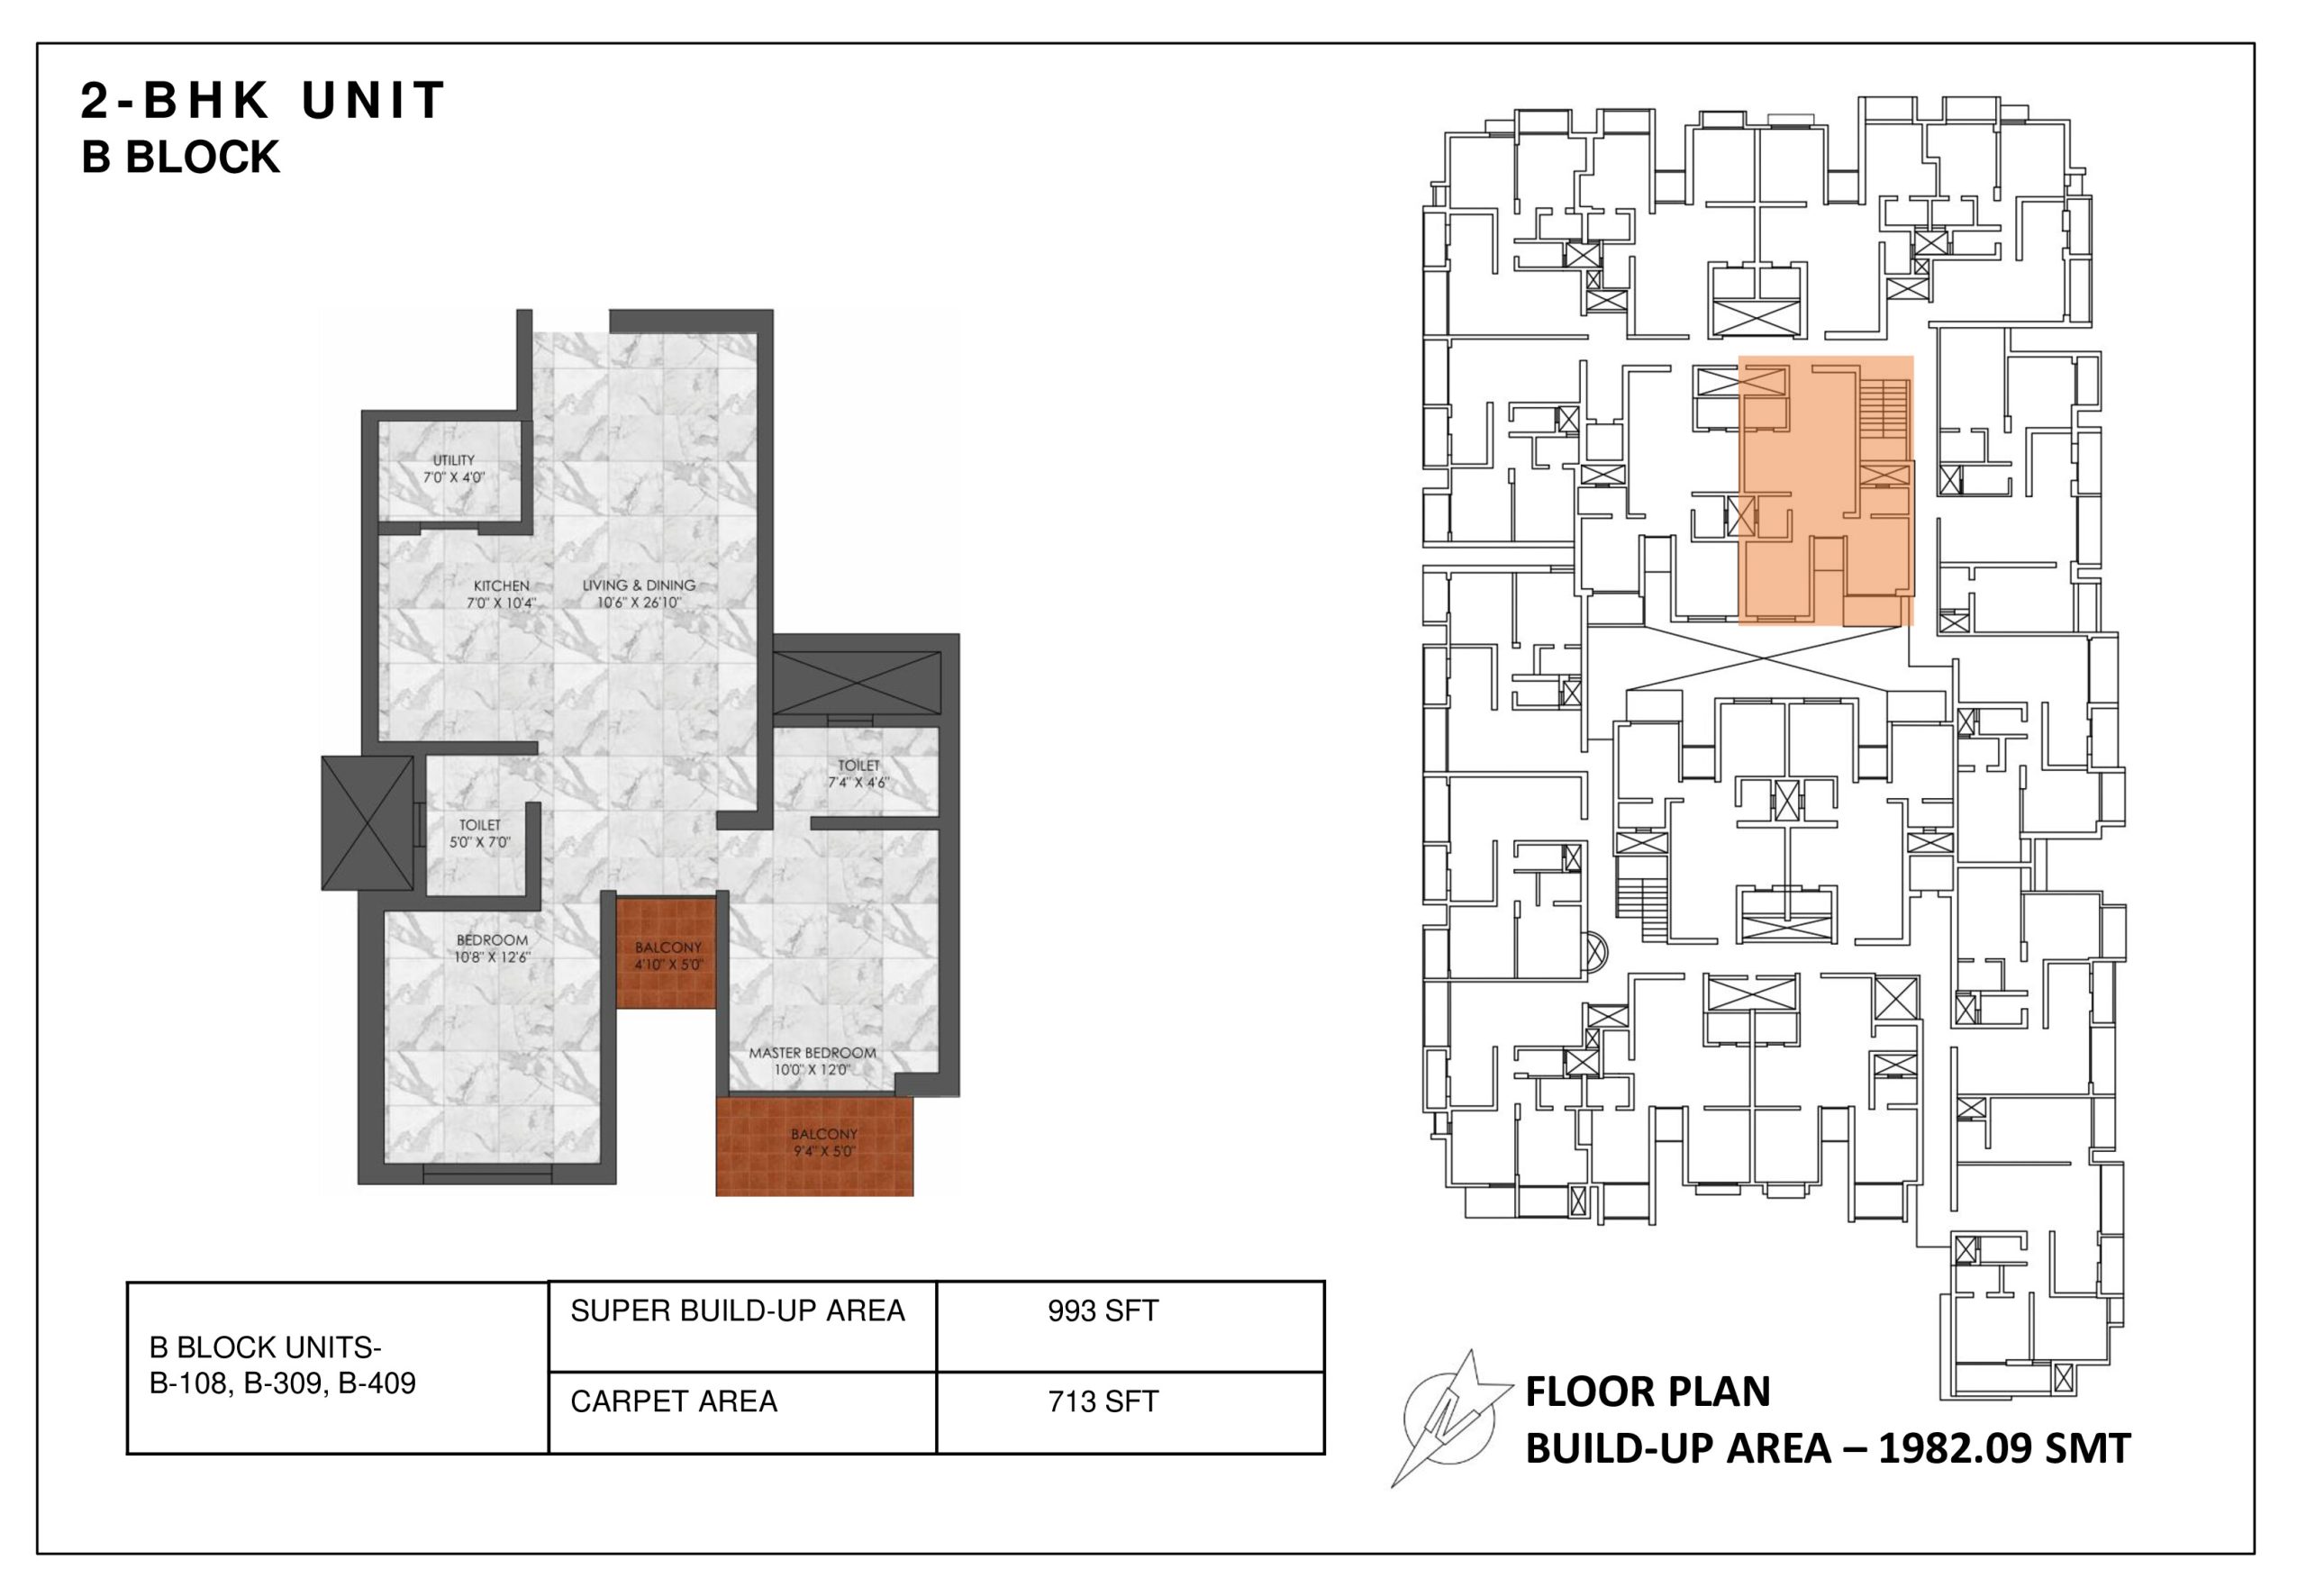 2-BHK UNIT
B BLOCK
UTILITY
7'0" X 4'0"
KITCHEN
7'0" X 10'4"
LIVING & DINING
10'6" X 26'10"
TOILET
7'4" X 4'6"
TOILET
5'0" X 7'0"
BEDROOM
10'8" X 12'6"
BALCONY
4'10" X 5'0"
MASTER BEDROOM
10'0" X 12'0"
BALCONY
9'4" X 5'0"
B BLOCK UNITS-
B-108, B-309, B-409
SUPER BUILD-UP AREA
993 SFT
CARPET AREA
713 SFT
N
FLOOR PLAN
BUILD-UP AREA – 1982.09 SMT